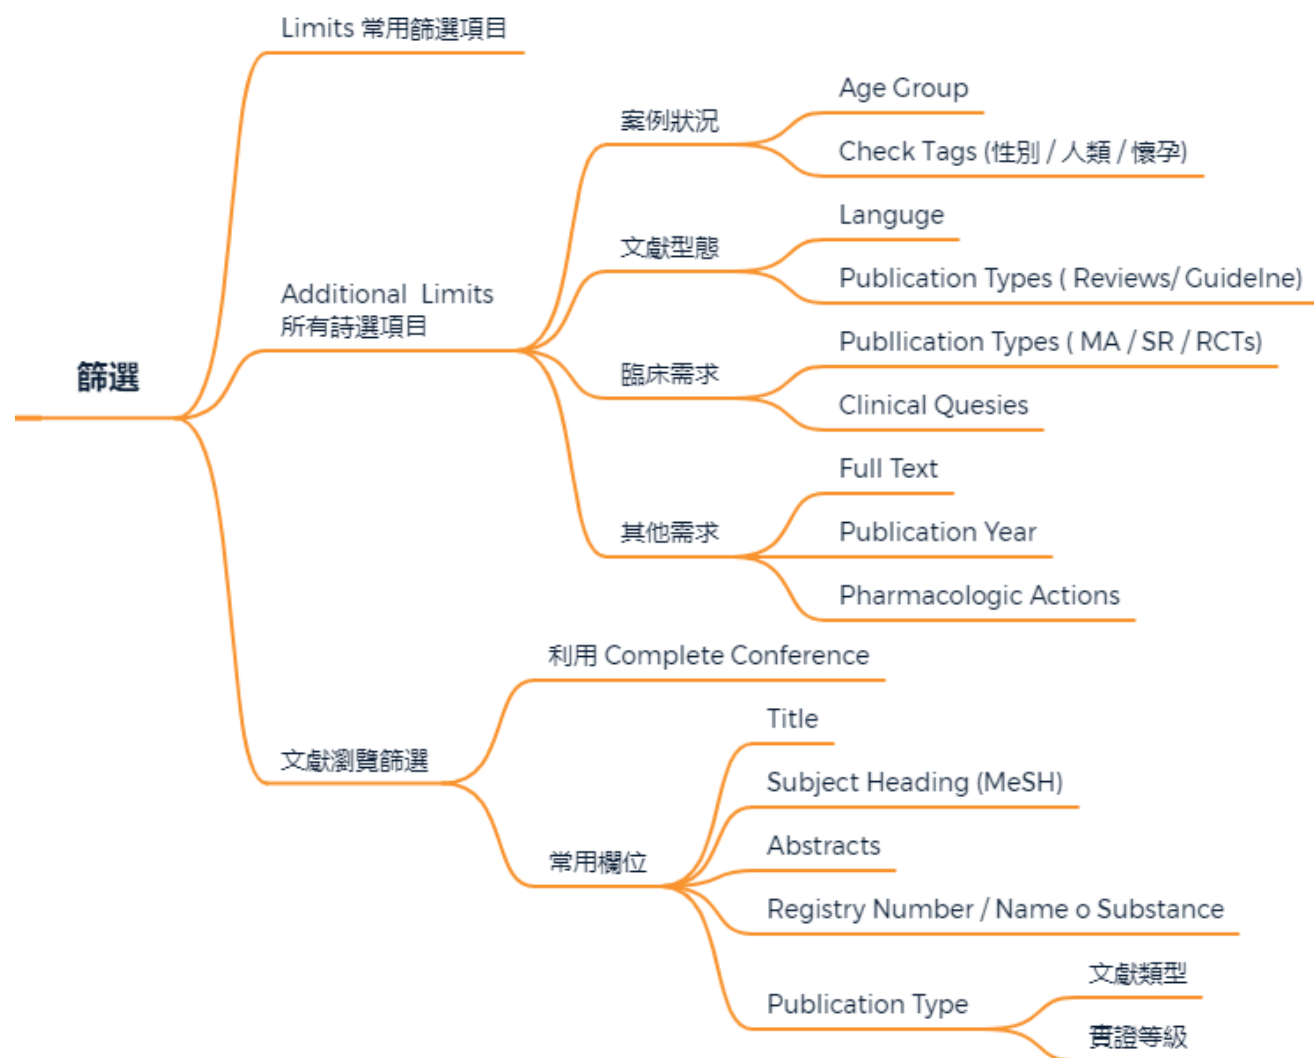 篩選
Limits 常用篩選項目
Additional Limits
所有詩選項目
案例狀況
Age Group
Check Tags (性別 / 人類 / 懷孕)
文獻型態
Languge
Publication Types ( Reviews/ Guidelne)
臨床需求
Publlication Types ( MA / SR / RCTs)
Clinical Quesies
其他需求
Full Text
Publication Year
Pharmacologic Actions
文獻瀏覽篩選
利用 Complete Conference
常用欄位
Title
Subject Heading (MeSH)
Abstracts
Registry Number / Name o Substance
Publication Type
文獻類型
實證等級